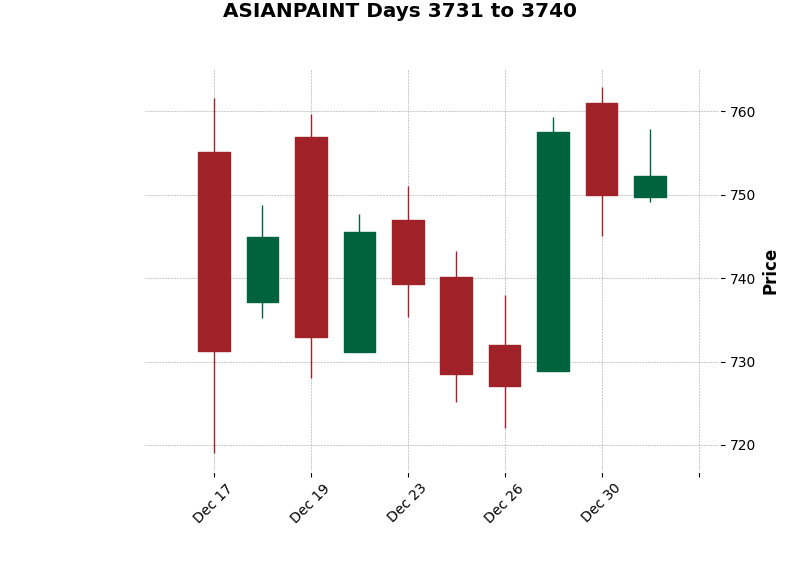 ASIANPAINT Days 3731 to 3740
760
750
740
730
720
Price
Dec 17
Dec 19
Dec 23
Dec 26
Dec 30